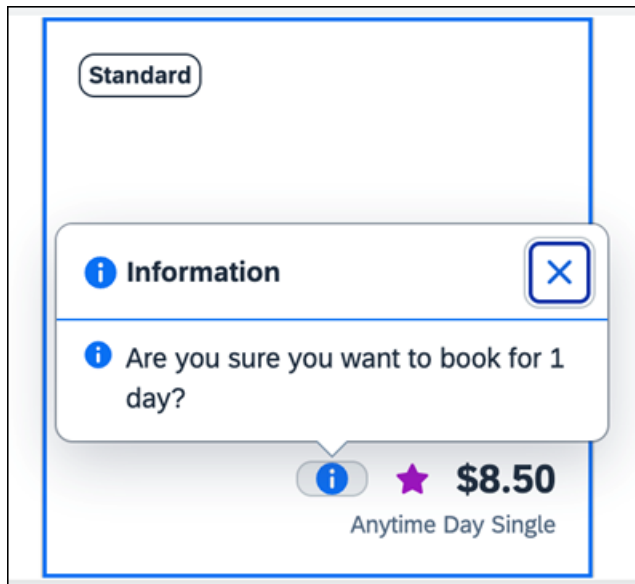 Standard
Information
Are you sure you want to book for 1
day?
$8.50
Anytime Day Single